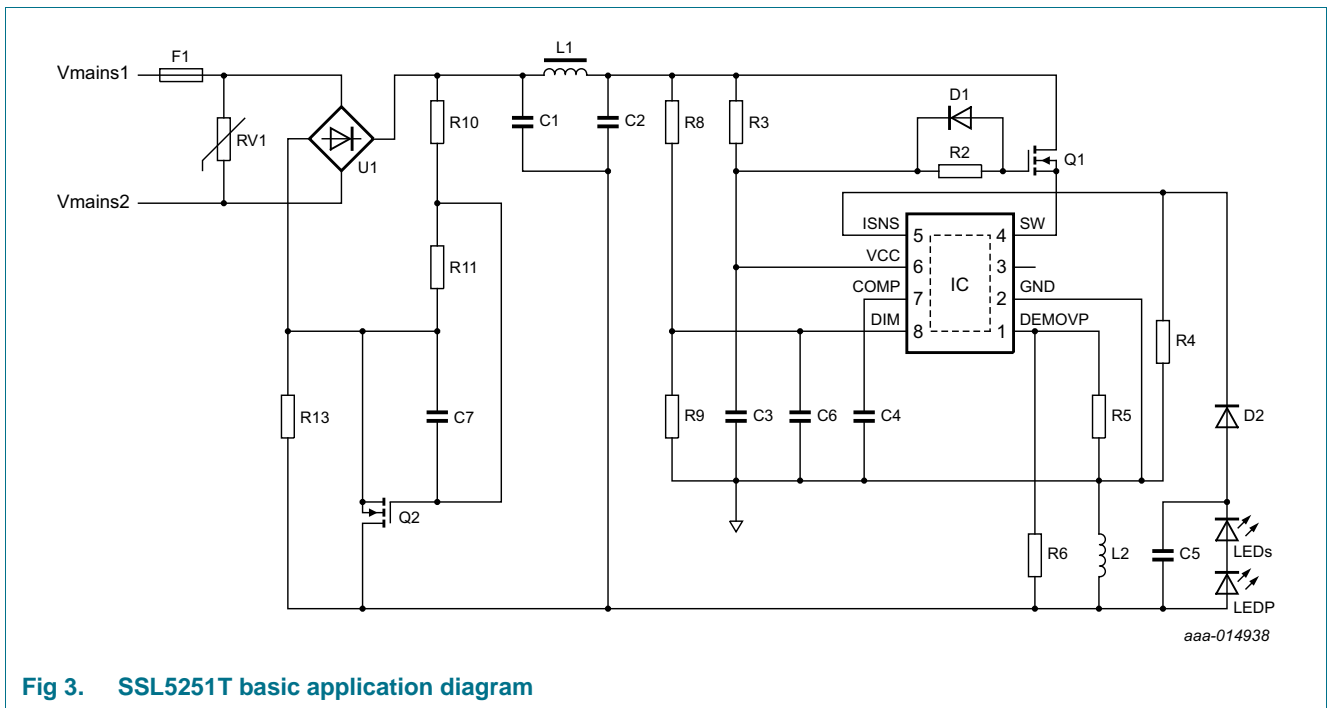 L1
F1
Vmains1
D1
R10
C1
C2
R8
R3
RV1
R2
Q1
U1
Vmains2
ISNS
SW
5
4
VCC
6
3
R11
IC
COMP
GND
7
2
DIM
DEMOVP
8
1
R4
R13
C7
R9
C3
C6
C4
R5
D2
Q2
R6
L2
C5
LEDs
LEDP
aaa-014938
Fig 3. SSL5251T basic application diagram